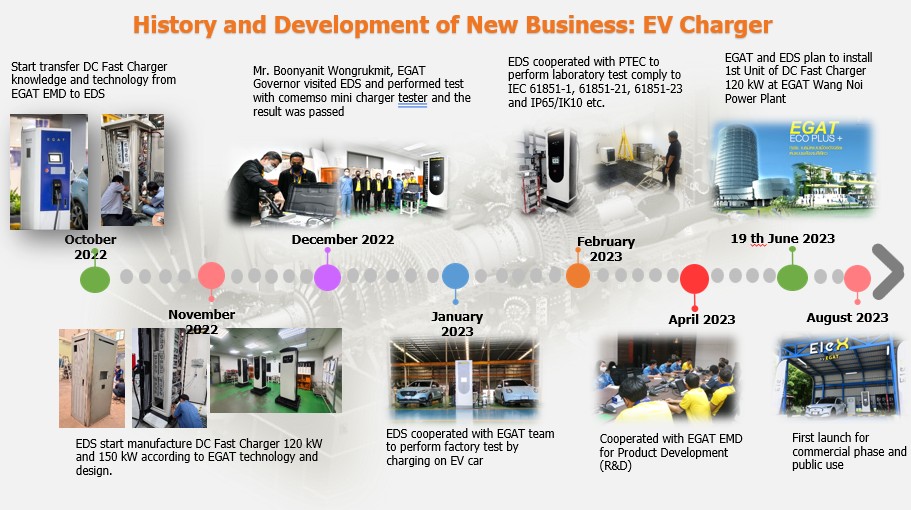 History and Development of New Business: EV Charger
Start transfer DC Fast Charger
knowledge and technology from
EGAT EMD to EDS
Mr. Boonyanit Wongrukmit, EGAT
Governor visited EDS and performed test
with comemso mini charger tester and the
result was passed
EDS cooperated with PTEC to
perform laboratory test comply to
IEC 61851-1, 61851-21, 61851-23
and IP65/IK10 etc.
EGAT and EDS plan to install
1st Unit of DC Fast Charger
120 kW at EGAT Wang Noi
Power Plant
EGAT
EGAT
ECO PLUS +
October
2022
December 2022
February
2023
19 th June 2023
November
2022
January
2023
April 2023
August 2023
EleX
EGAT
EDS start manufacture DC Fast Charger 120 kW
and 150 kW according to EGAT technology and
design.
EDS cooperated with EGAT team
to perform factory test by
charging on EV car
Cooperated with EGAT EMD
for Product Development
(R&D)
First launch for
commercial phase and
public use